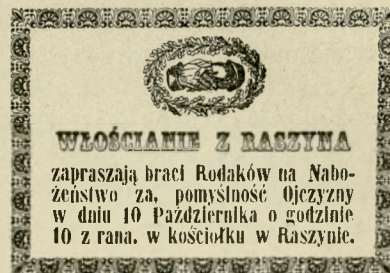 WŁOŚCIANIE Z RASZYNA
zapraszają braci Rodaków na Nabo-
żeństwo za, pomyślność Ojczyzny
w dniu 10 Października o godzinie
10 z rana. w kościołku w Raszynie.